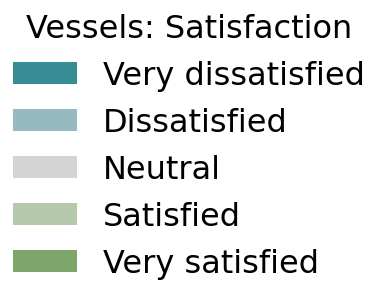 Vessels: Satisfaction
Very dissatisfied
Dissatisfied
Neutral
Satisfied
Very satisfied